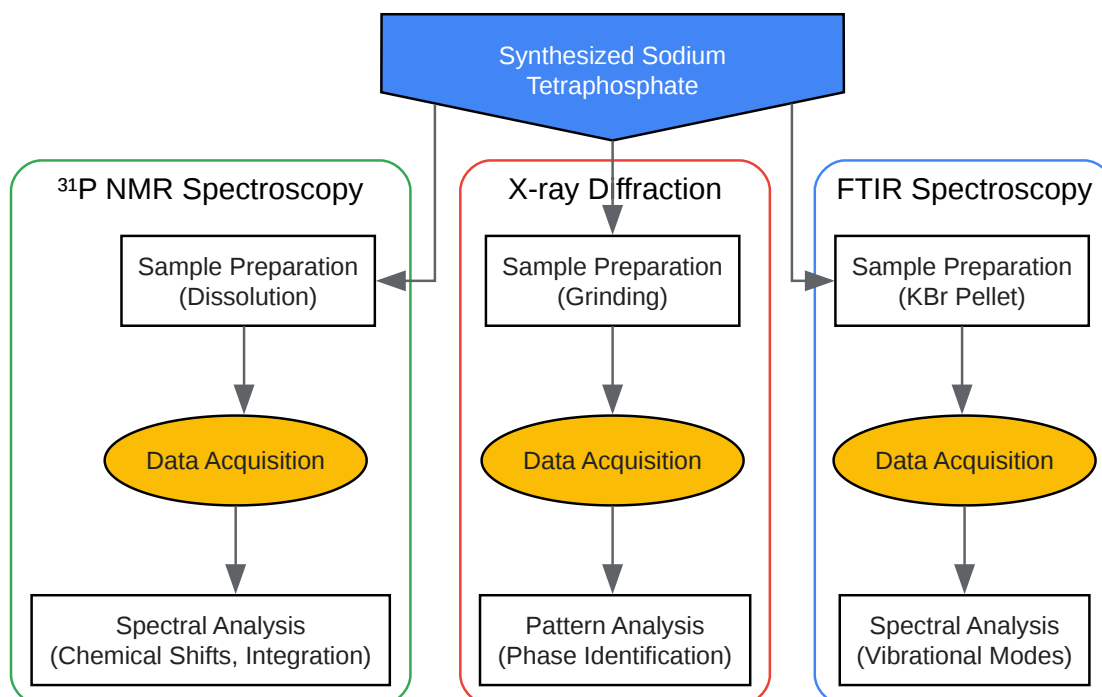 Synthesized Sodium
Tetraphosphate
³¹P NMR Spectroscopy
Sample Preparation
(Dissolution)
Data Acquisition
Spectral Analysis
(Chemical Shifts, Integration)
X-ray Diffraction
Sample Preparation
(Grinding)
Data Acquisition
Pattern Analysis
(Phase Identification)
FTIR Spectroscopy
Sample Preparation
(KBr Pellet)
Data Acquisition
Spectral Analysis
(Vibrational Modes)